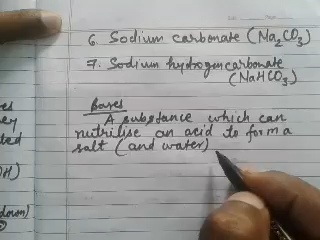 6. Sodium carbonate (Na2CO3)
7. Sodium hydrogencarbonate
(NaHCO3)
Bases
A substance which can
nutrilise an acid to form a
salt (and water)